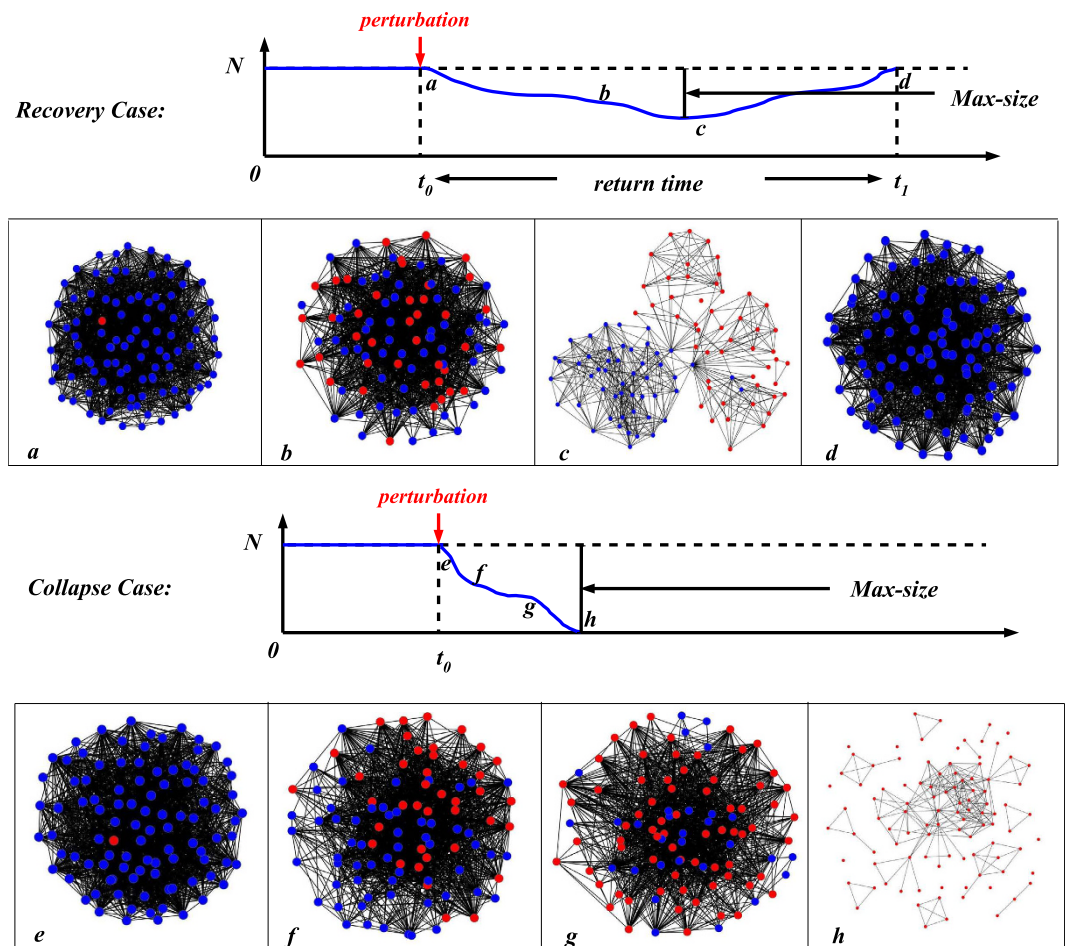 perturbation
N
a
b
c
d
Max-size
Recovery Case:
0
t0
return time
t1
a
b
c
d
perturbation
N
e
f
g
h
Max-size
Collapse Case:
0
t0
e
f
g
h